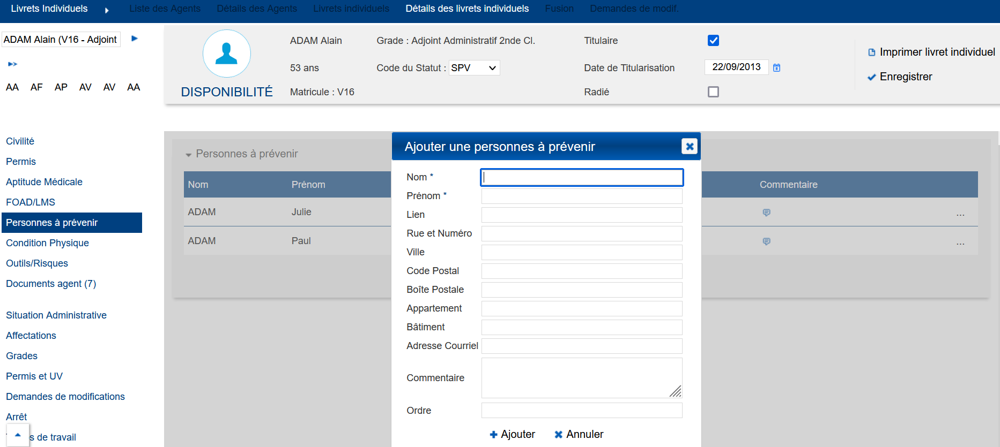 Livrets Individuels
Liste des Agents
Détails des Agents
Livrets individuels
Détails des livrets individuels
Fusion
Demandes de modif.
ADAM Alain (V16 - Adjoint
AA AF AP AV AV AA
DISPONIBILITÉ
ADAM Alain
53 ans
Matricule : V16
Grade : Adjoint Administratif 2nde Cl.
Code du Statut : SPV
Titulaire
Date de Titularisation 22/09/2013
Radié
Imprimer livret individuel
Enregistrer
Civilité
Permis
Aptitude Médicale
FOAD/LMS
Personnes à prévenir
Condition Physique
Outils/Risques
Documents agent (7)
Situation Administrative
Affectations
Grades
Permis et UV
Demandes de modifications
Arrêt
de travail
Personnes à prévenir
Nom Prénom Commentaire
ADAM Julie ...
ADAM Paul ...
Ajouter une personnes à prévenir
Nom *
Prénom *
Lien
Rue et Numéro
Ville
Code Postal
Boîte Postale
Appartement
Bâtiment
Adresse Courriel
Commentaire
Ordre
Ajouter Annuler